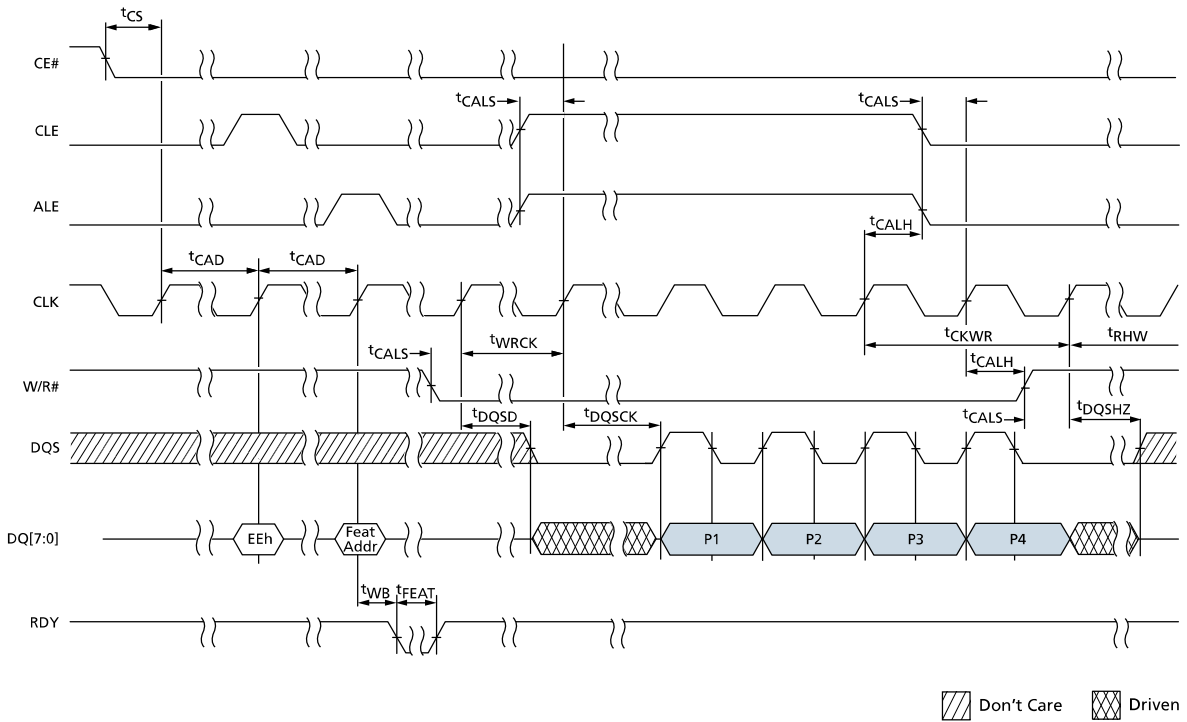 tCS
CE#
tCALS tCALS
CLE
ALE
tCALH
tCAD tCAD
CLK
tWRCK tCKWR tRHW
tCALS tCALH
W/R#
tDQSD tDQSCK tCALS tDQSHZ
DQS
DQ[7:0] EEh Feat Addr P1 P2 P3 P4
tWB tFEAT
RDY
Don't Care Driven